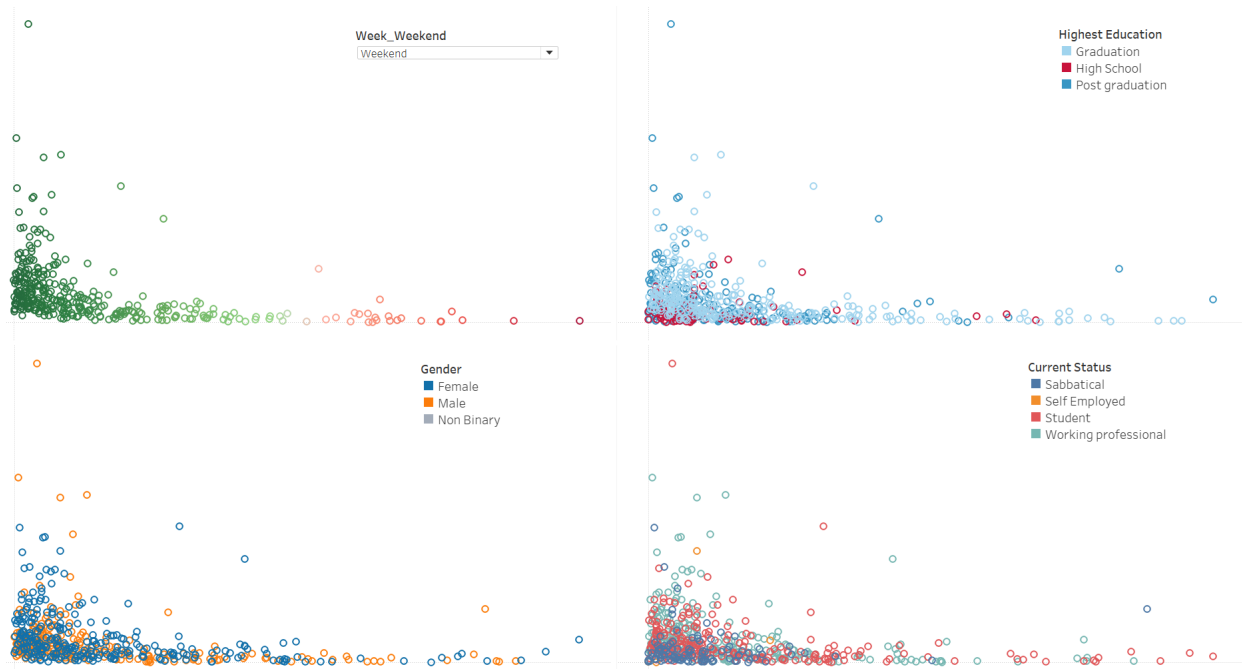 Week_Weekend
Weekend
Highest Education
Graduation
High School
Post graduation
Gender
Female
Male
Non Binary
Current Status
Sabbatical
Self Employed
Student
Working professional